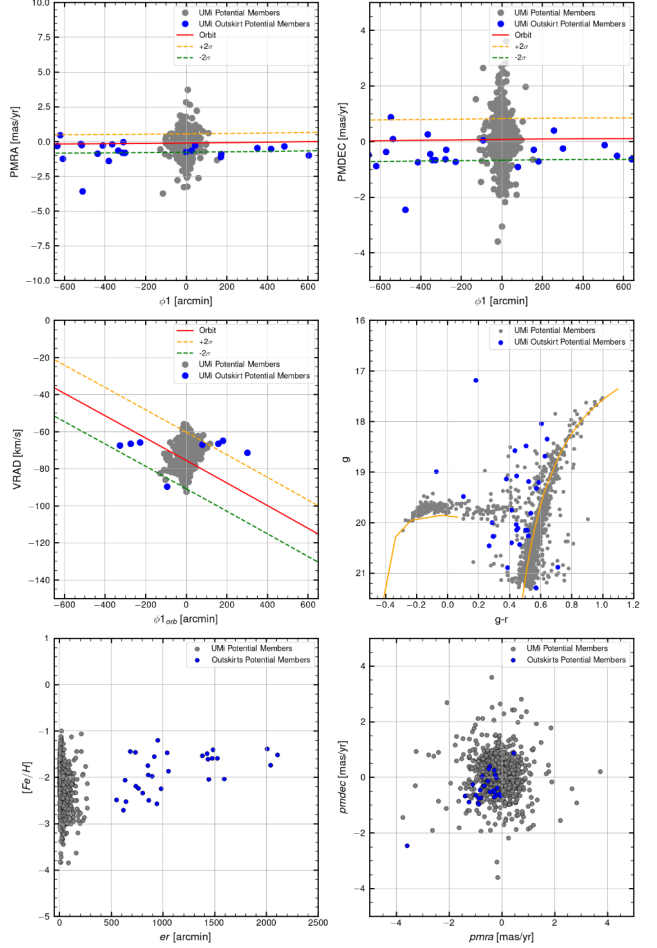 UMi Potential Members
UMi Outskirt Potential Members
Orbit
+2σ
-2σ
10.0
7.5
5.0
2.5
0.0
−2.5
−5.0
−7.5
−10.0
PMRA [mas/yr]
−600 −400 −200 0 200 400 600
ϕ1 [arcmin]
UMi Potential Members
UMi Outskirt Potential Members
Orbit
+2σ
-2σ
4
2
0
−2
−4
PMDEC [mas/yr]
−600 −400 −200 0 200 400 600
ϕ1 [arcmin]
Orbit
+2σ
-2σ
UMi Potential Members
UMi Outskirt Potential Members
0
−20
−40
−60
−80
−100
−120
−140
VRAD [km/s]
−600 −400 −200 0 200 400 600
ϕ1orb [arcmin]
UMi Potential Members
UMi Outskirt Potential Members
16
17
18
19
20
21
g
−0.4 −0.2 0.0 0.2 0.4 0.6 0.8 1.0 1.2
g-r
UMi Potential Members
Outskirts Potential Members
1
0
−1
−2
−3
−4
−5
[Fe/H]
0 500 1000 1500 2000 2500
er [arcmin]
UMi Potential Members
Outskirts Potential Members
4
2
0
−2
−4
pmdec [mas/yr]
−4 −2 0 2 4
pmra [mas/yr]